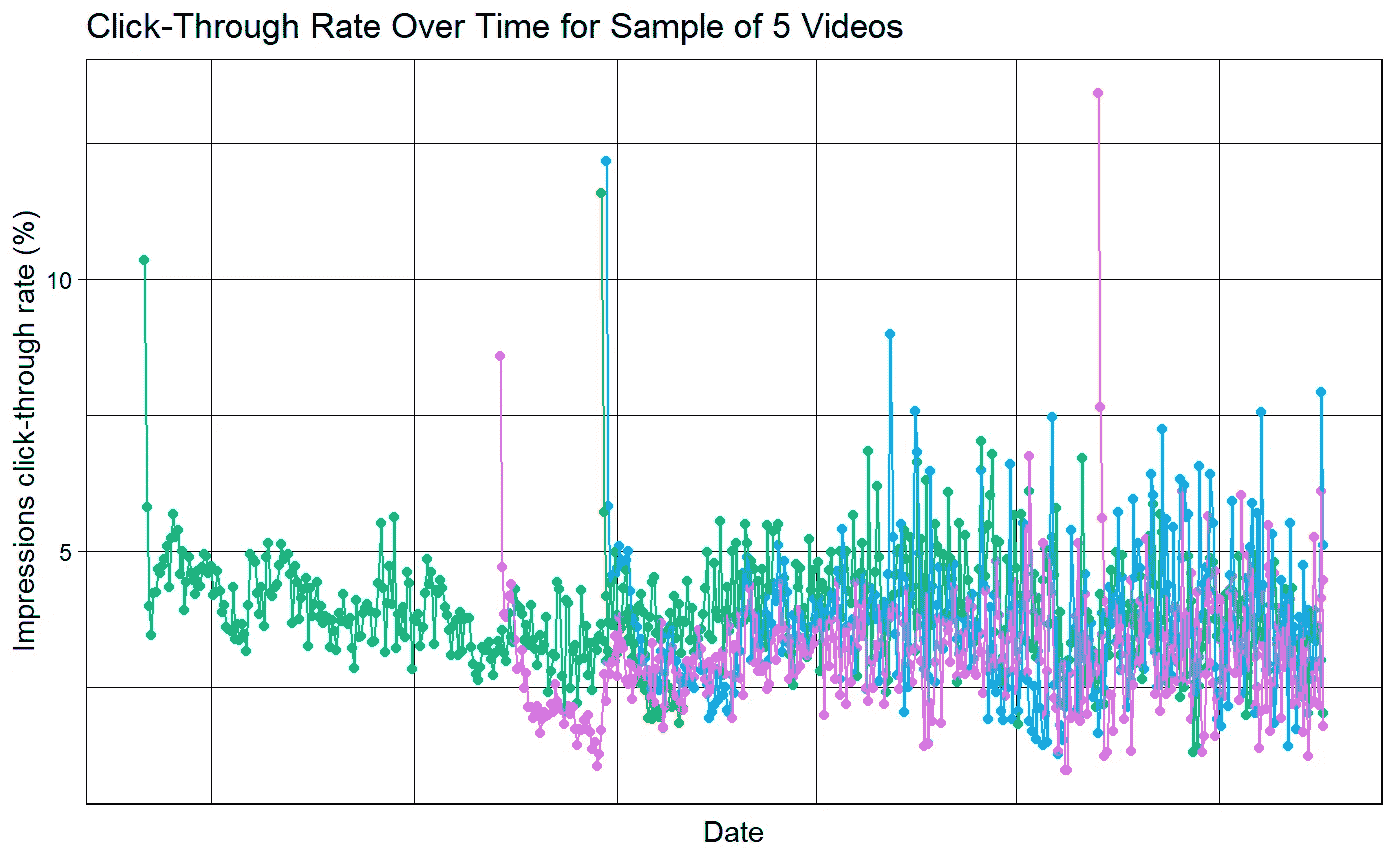 Click-Through Rate Over Time for Sample of 5 Videos
Impressions click-through rate (%)
10
5
Date